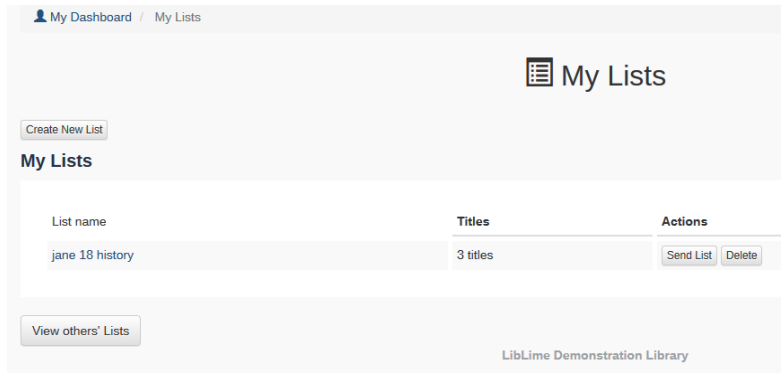 My Dashboard / My Lists
My Lists
Create New List
My Lists
List name Titles Actions
jane 18 history 3 titles Send List Delete
View others' Lists
LibLime Demonstration Library